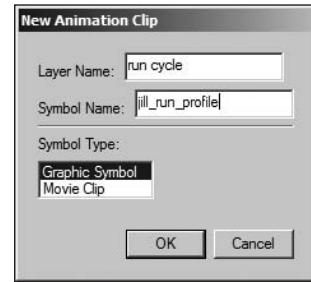 New Animation Clip
Layer Name: run cycle
Symbol Name: jill_run_profile
Symbol Type:
Graphic Symbol
Movie Clip
OK Cancel